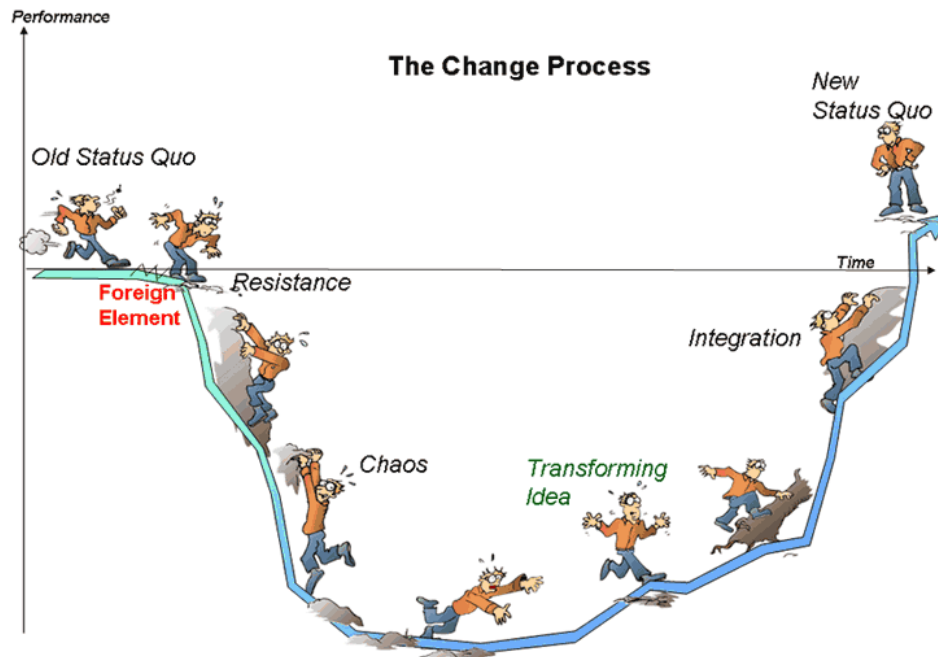 Performance
The Change Process
New
Status Quo
Old Status Quo
Time
Resistance
Foreign
Element
Integration
Chaos
Transforming
Idea